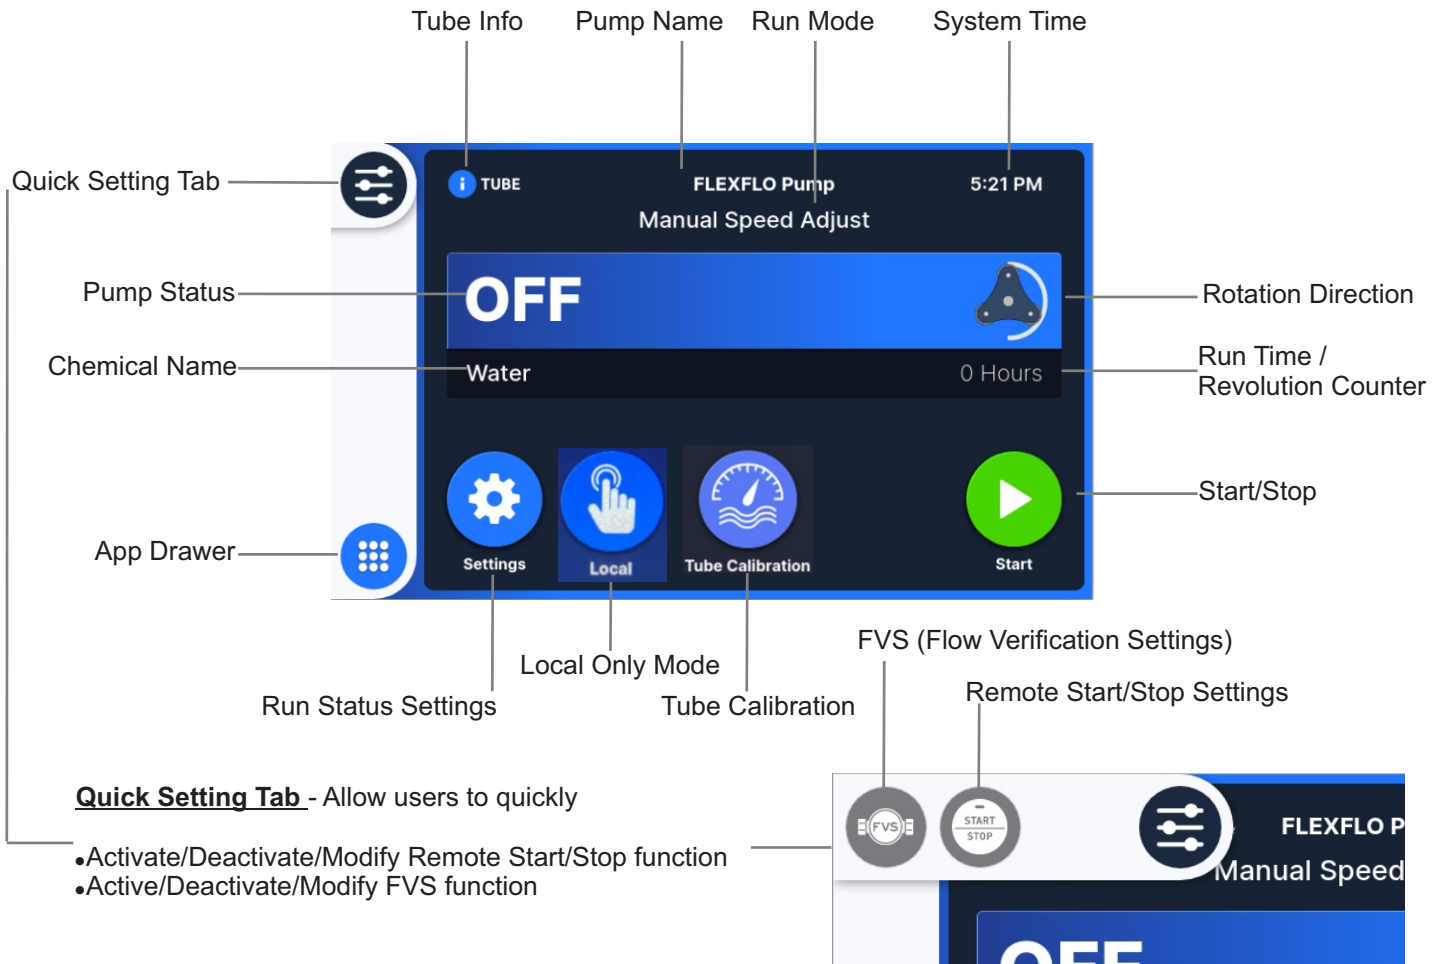 Tube Info
Pump Name
Run Mode
System Time
Quick Setting Tab
i TUBE
FLEXFLO Pump
5:21 PM
Manual Speed Adjust
Pump Status
OFF
Rotation Direction
Chemical Name
Water
0 Hours
Run Time /
Revolution Counter
Start/Stop
App Drawer
Settings
Local
Tube Calibration
Start
FVS (Flow Verification Settings)
Local Only Mode
Remote Start/Stop Settings
Run Status Settings
Tube Calibration
Quick Setting Tab - Allow users to quickly
•Activate/Deactivate/Modify Remote Start/Stop function
•Active/Deactivate/Modify FVS function
FVS
START
STOP
FLEXFLO P
Manual Speed
OFF